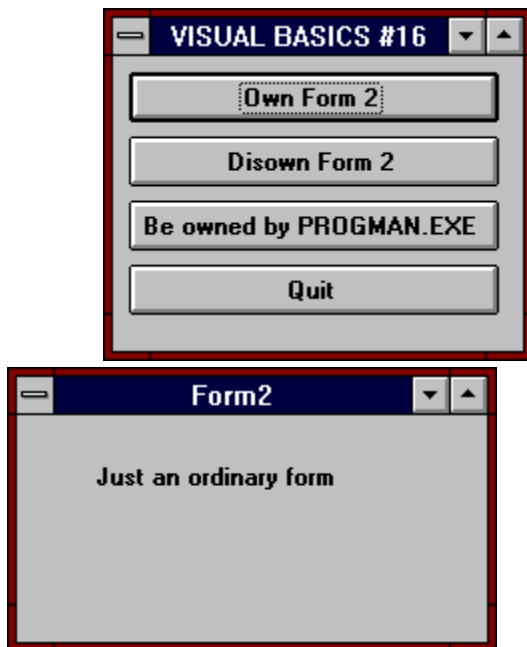 VISUAL BASICS #16
Own Form 2
Disown Form 2
Be owned by PROGMAN.EXE
Quit
Form2
Just an ordinary form